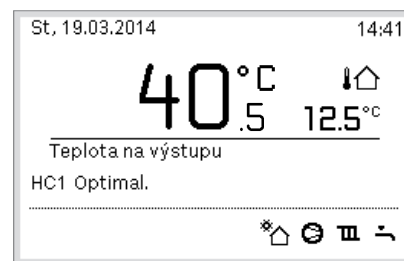 St, 19.03.2014 14:41
40.5 °C
12.5°C
Teplota na výstupu
HC1 Optimal.